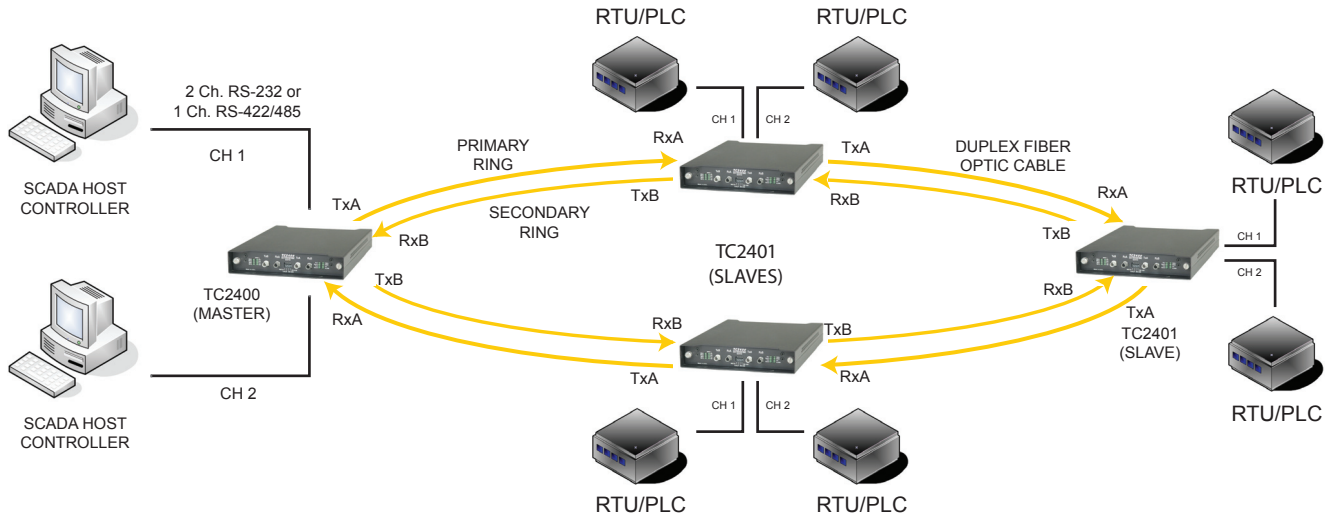 RTU/PLC
RTU/PLC
2 Ch. RS-232 or
1 Ch. RS-422/485
CH 1
SCADA HOST
CONTROLLER
CH 1
CH 2
RxA
TxA
PRIMARY
RING
DUPLEX FIBER
OPTIC CABLE
TxB
RxB
SECONDARY
RING
TxA
RxB
RxA
TxB
RTU/PLC
CH 1
CH 2
TC2401
(SLAVES)
TC2400
(MASTER)
TxB
RxA
RxB
TxB
RxB
TxA
TC2401
(SLAVE)
TxA
RxA
RTU/PLC
CH 2
SCADA HOST
CONTROLLER
CH 1
CH 2
RTU/PLC
RTU/PLC